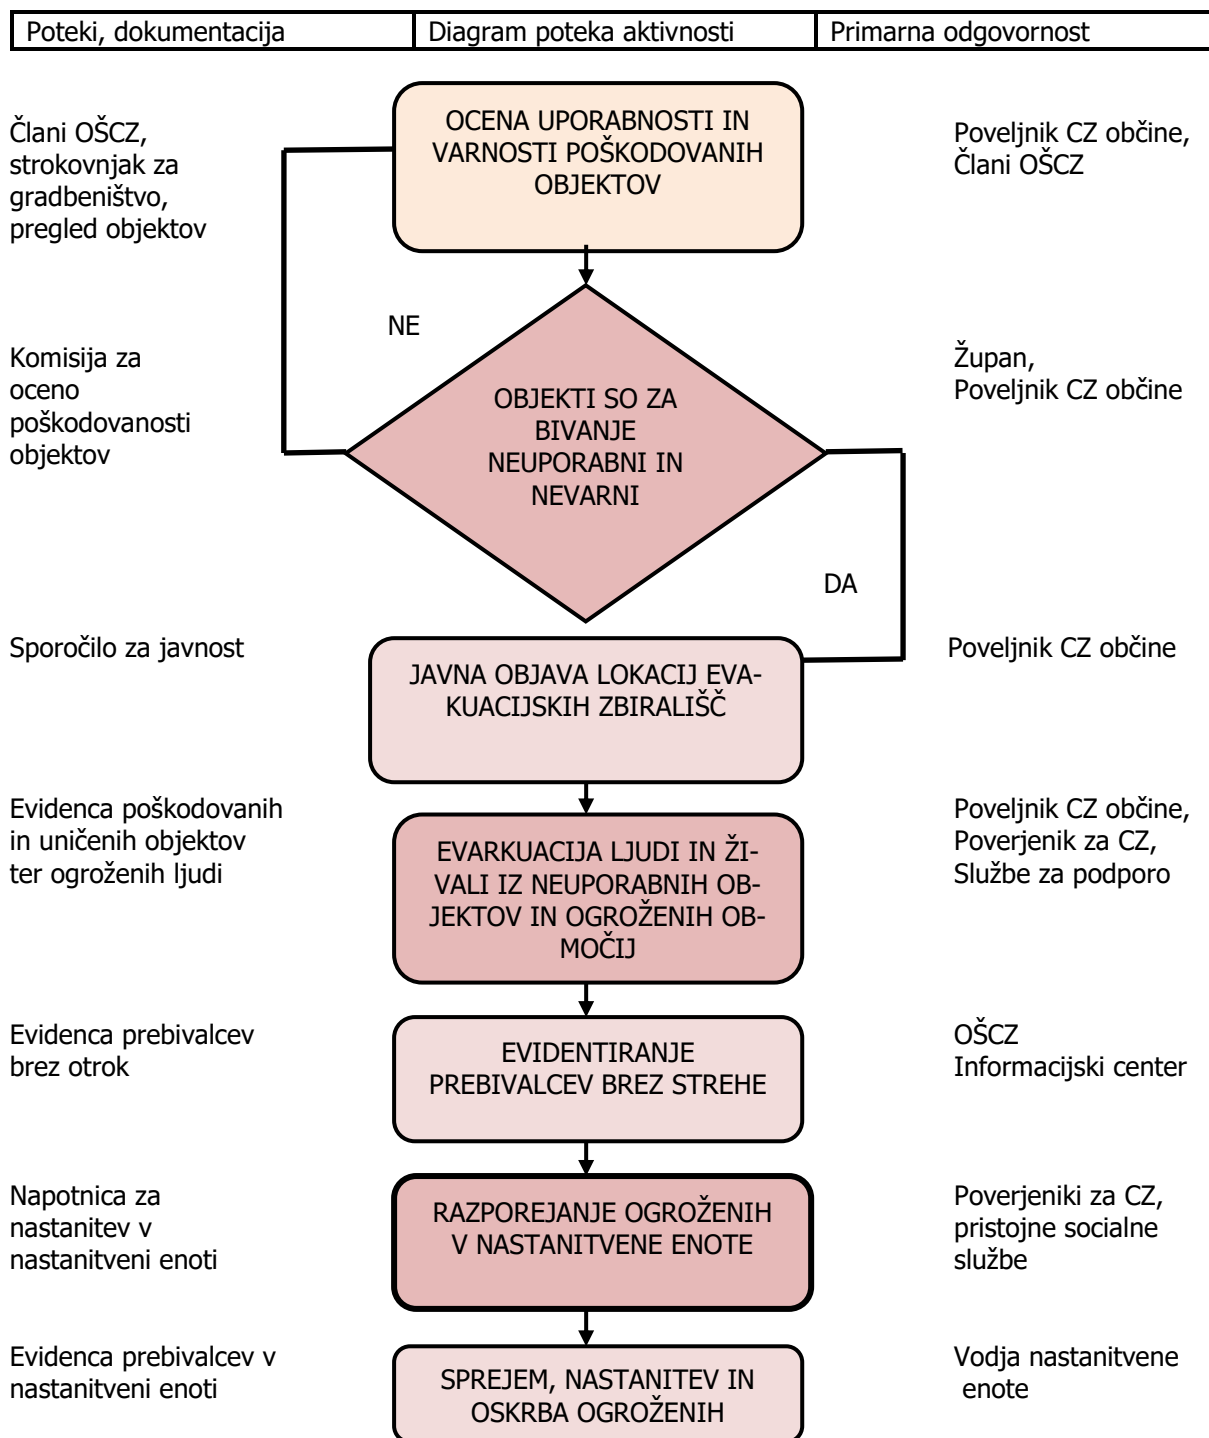 Poteki, dokumentacija
Diagram poteka aktivnosti
Primarna odgovornost
Člani OŠCZ,
strokovnjak za
gradbeništvo,
pregled objektov
OCENA UPORABNOSTI IN
VARNOSTI POŠKODOVANIH
OBJEKTOV
Poveljnik CZ občine,
Člani OŠCZ
NE
Komisija za
oceno
poškodovanosti
objektov
OBJEKTI SO ZA
BIVANJE
NEUPORABNI IN
NEVARNI
Župan,
Poveljnik CZ občine
DA
Sporočilo za javnost
JAVNA OBJAVA LOKACIJ EVA-
KUACIJSKIH ZBIRALIŠČ
Poveljnik CZ občine
Evidenca poškodovanih
in uničenih objektov
ter ogroženih ljudi
EVARKUACIJA LJUDI IN ŽI-
VALI IZ NEUPORABNIH OB-
JEKTOV IN OGROŽENIH OB-
MOČIJ
Poveljnik CZ občine,
Poverjenik za CZ,
Službe za podporo
Evidenca prebivalcev
brez otrok
EVIDENTIRANJE
PREBIVALCEV BREZ STREHE
OŠCZ
Informacijski center
Napotnica za
nastanitev v
nastanitveni enoti
RAZPOREJANJE OGROŽENIH
V NASTANITVENE ENOTE
Poverjeniki za CZ,
pristojne socialne
službe
Evidenca prebivalcev v
nastanitveni enoti
SPREJEM, NASTANITEV IN
OSKRBA OGROŽENIH
Vodja nastanitvene
enote